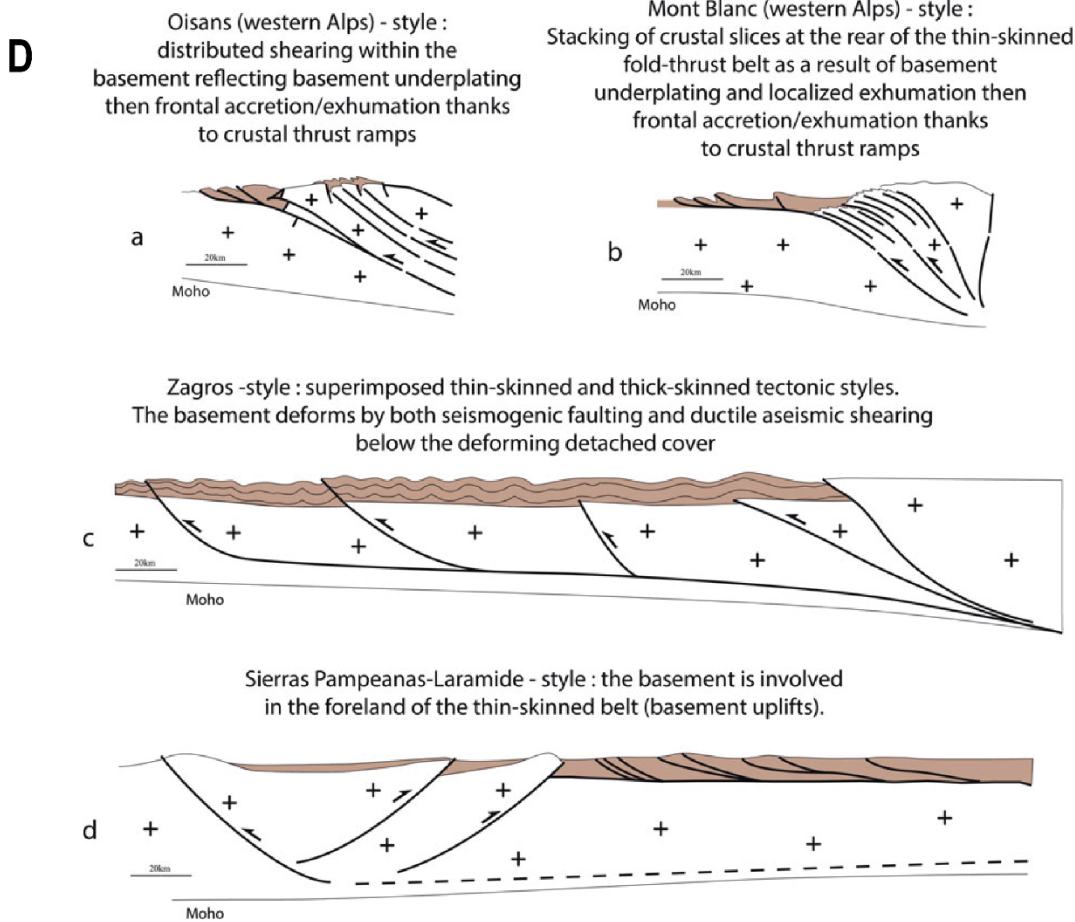 D
Oisans (western Alps) - style :
distributed shearing within the
basement reflecting basement underplating
then frontal accretion/exhumation thanks
to crustal thrust ramps
Mont Blanc (western Alps) - style :
Stacking of crustal slices at the rear of the thin-skinned
fold-thrust belt as a result of basement
underplating and localized exhumation then
frontal accretion/exhumation thanks
to crustal thrust ramps
a
20km
Moho
b
20km
Moho
Zagros -style : superimposed thin-skinned and thick-skinned tectonic styles.
The basement deforms by both seismogenic faulting and ductile aseismic shearing
below the deforming detached cover
c
20km
Moho
Sierras Pampeanas-Laramide - style : the basement is involved
in the foreland of the thin-skinned belt (basement uplifts).
d
20km
Moho